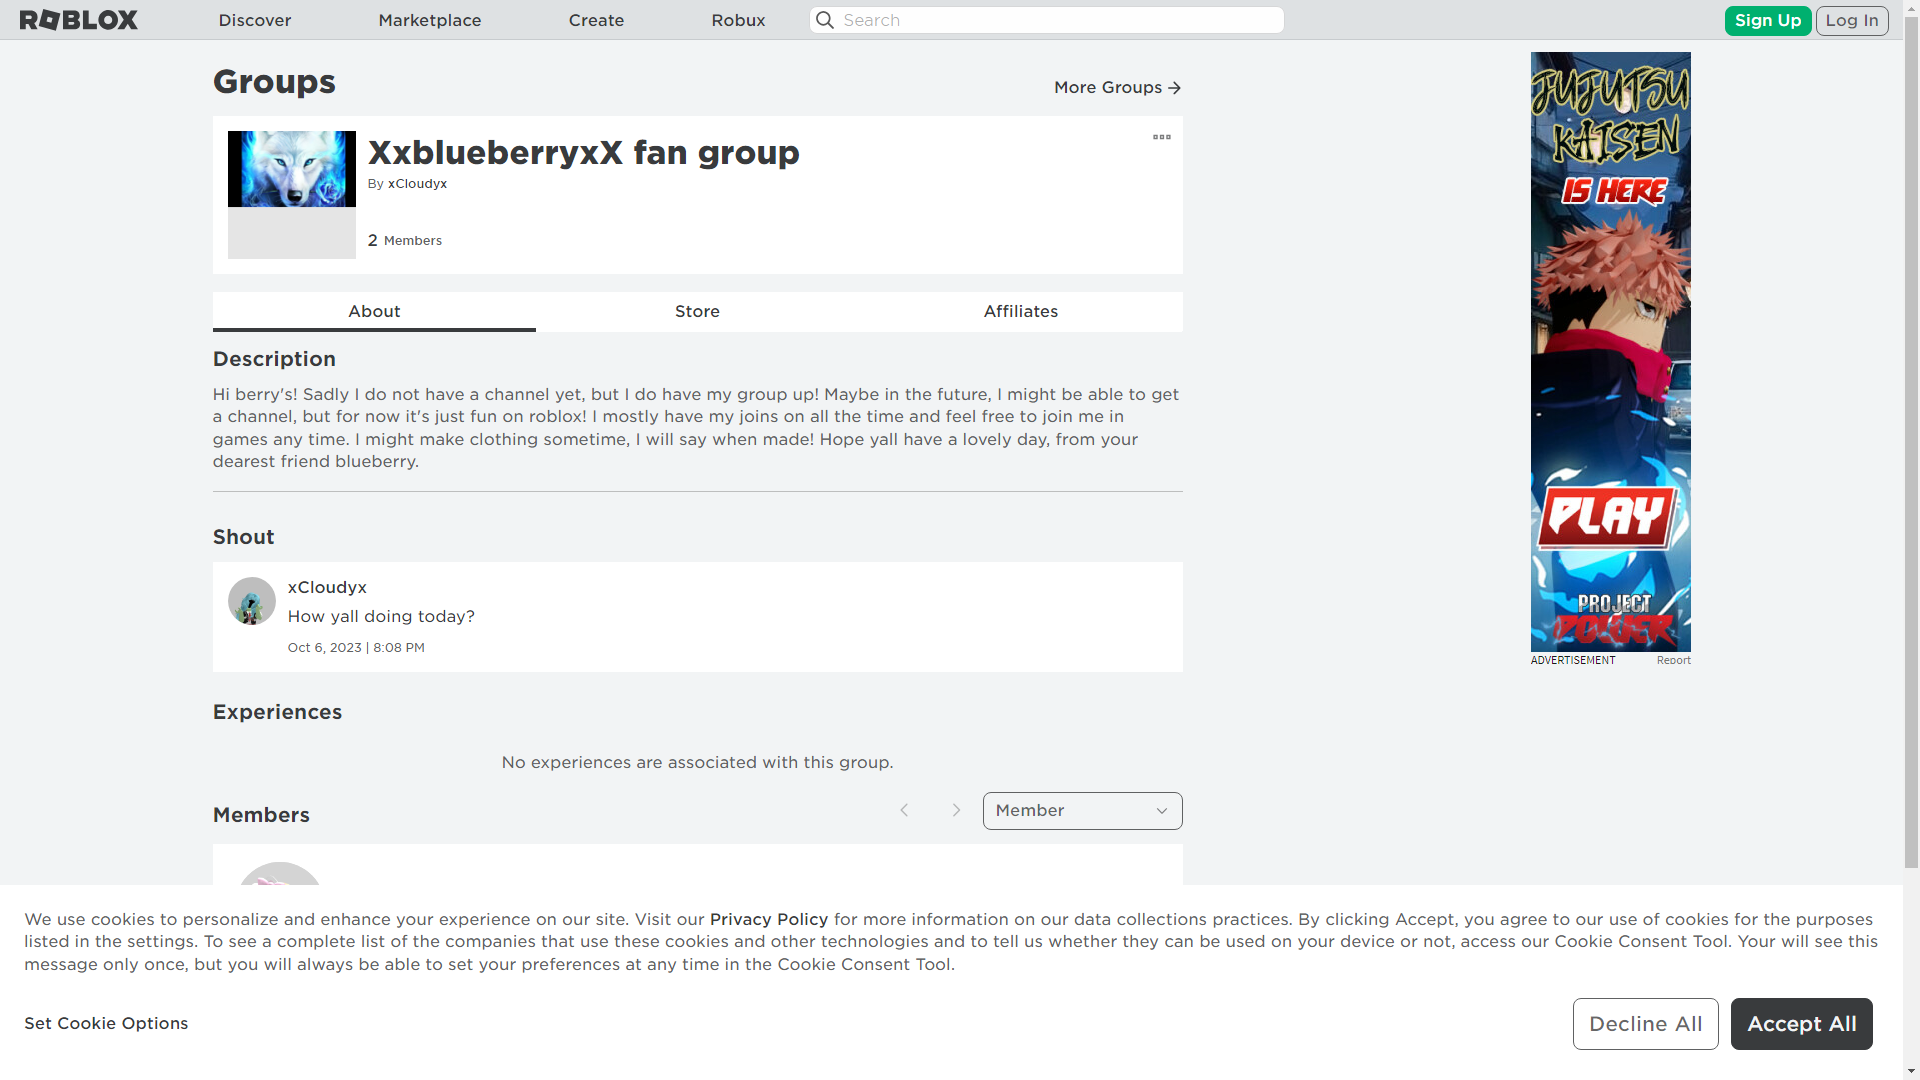 ROBLOX
Discover
Marketplace
Create
Robux
Search
Sign Up
Log In
Groups
More Groups
XxblueberryxX fan group
By xCloudyx
2 Members
About
Store
Affiliates
Description
Hi berry's! Sadly I do not have a channel yet, but I do have my group up! Maybe in the future, I might be able to get
a channel, but for now it's just fun on roblox! I mostly have my joins on all the time and feel free to join me in
games any time. I might make clothing sometime, I will say when made! Hope yall have a lovely day, from your
dearest friend blueberry.
Shout
xCloudyx
How yall doing today?
Oct 6, 2023 | 8:08 PM
Experiences
No experiences are associated with this group.
Members
Member
JUJUTSU
KAISEN
IS HERE
PLAY
PROJECT
POWER
ADVERTISEMENT
Report
We use cookies to personalize and enhance your experience on our site. Visit our Privacy Policy for more information on our data collections practices. By clicking Accept, you agree to our use of cookies for the purposes
listed in the settings. To see a complete list of the companies that use these cookies and other technologies and to tell us whether they can be used on your device or not, access our Cookie Consent Tool. Your will see this
message only once, but you will always be able to set your preferences at any time in the Cookie Consent Tool.
Set Cookie Options
Decline All
Accept All